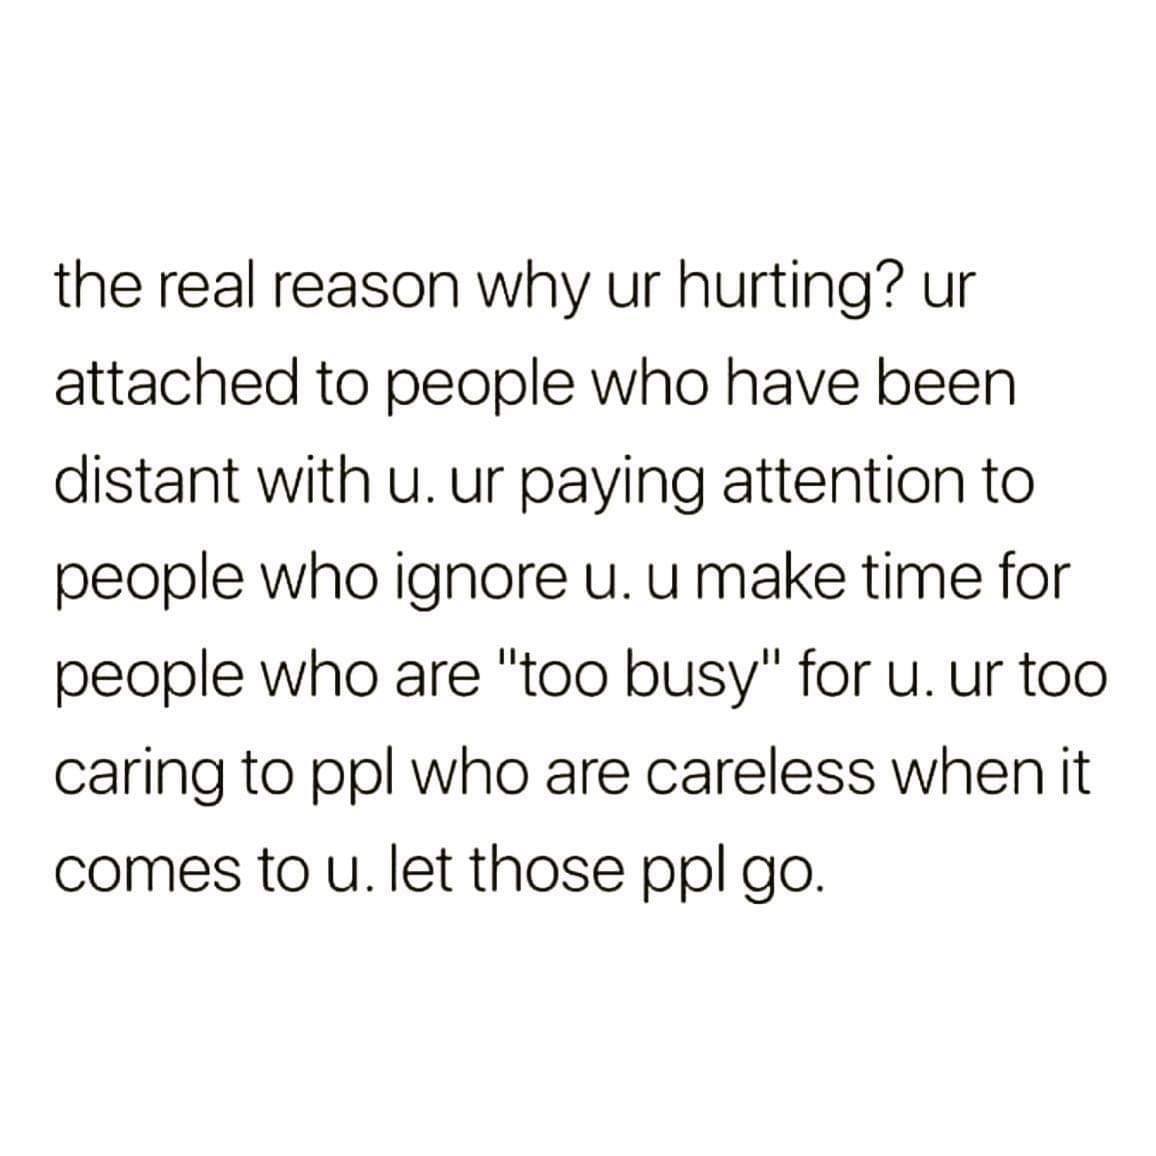 the real reason why ur hurting? ur
attached to people who have been
distant with u. ur paying attention to
people who ignore u. u make time for
people who are "too busy" for u. ur too
caring to ppl who are careless when it
comes to u. let those ppl go.